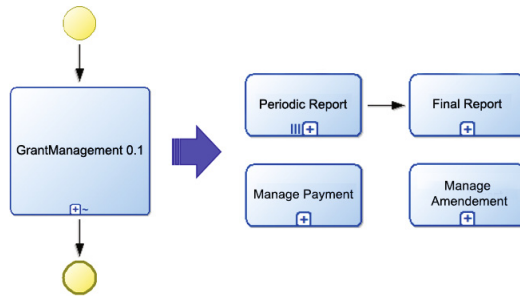 GrantManagement 0.1
Periodic Report
Final Report
Manage Payment
Manage
Amendement